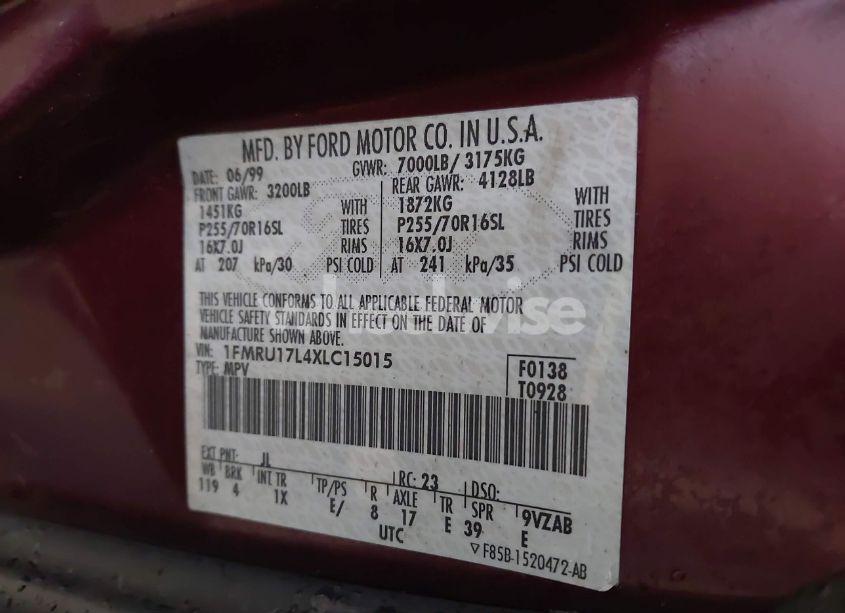 MFD. BY FORD MOTOR CO. IN U.S.A.
DATE: 06/99 GVWR: 7000LB/ 3175KG
FRONT GAWR: 3200LB REAR GAWR: 4128LB
1451KG WITH 1872KG WITH
P255/70R16SL TIRES P255/70R16SL TIRES
16X7.0J RIMS 16X7.0J RIMS
AT 207 kPa/30 PSI COLD AT 241 kPa/35 PSI COLD
THIS VEHICLE CONFORMS TO ALL APPLICABLE FEDERAL MOTOR
VEHICLE SAFETY STANDARDS IN EFFECT ON THE DATE OF
MANUFACTURE SHOWN ABOVE.
VIN: 1FMRU17L4XLC15015
TYPE: MPV
F0138
T0928
EXT PNT: JL RC: 23 DSO:
WB BRK INT TR TP/PS R AXLE TR SPR 9VZAB
119 4 1X E/ 8 17 E 39 E
UTC
▽F85B-1520472-AB